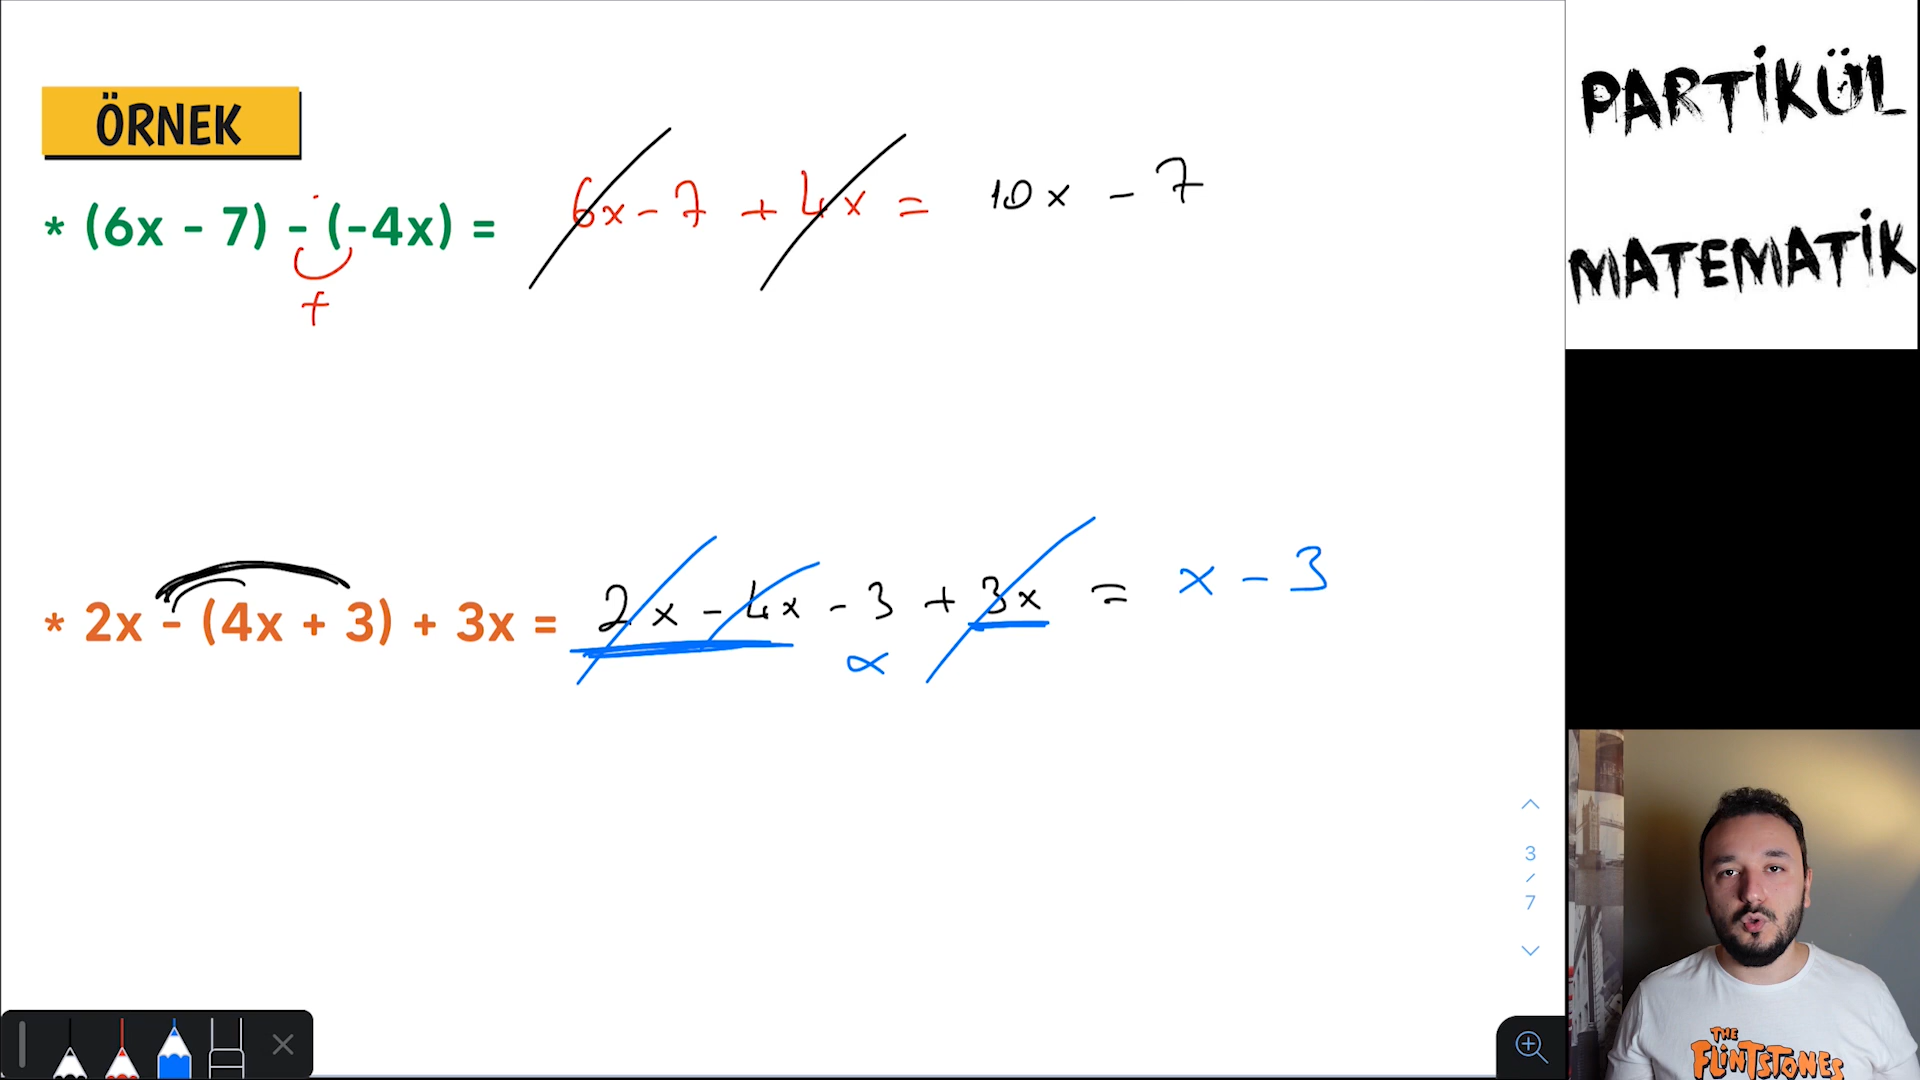 ÖRNEK
* (6x - 7) - (-4x) = 6x - 7 + 4x = 10x - 7
+
* 2x - (4x + 3) + 3x = 2x - 4x - 3 + 3x = x - 3
x
PARTİKÜL
MATEMATİK
3
/
7
THE
FLINTSTONES